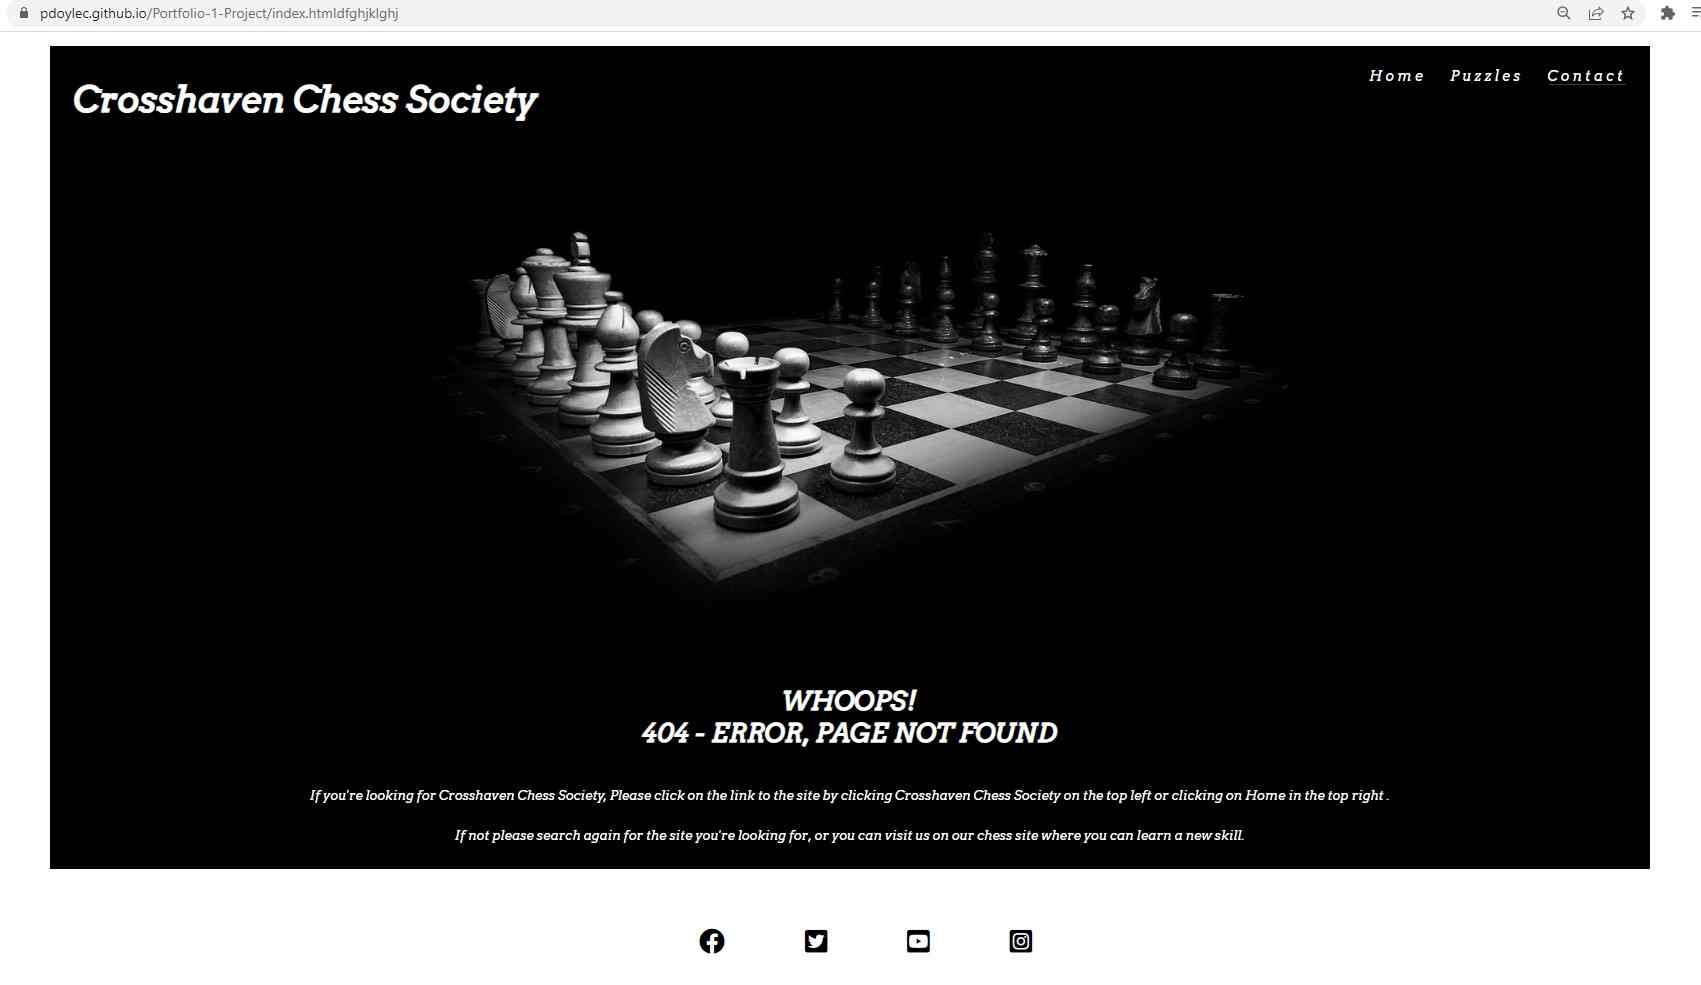 pdoylec.github.io/Portfolio-1-Project/index.htmldfghjklghj
Crosshaven Chess Society
Home Puzzles Contact
WHOOPS!
404 - ERROR, PAGE NOT FOUND
If you're looking for Crosshaven Chess Society, Please click on the link to the site by clicking Crosshaven Chess Society on the top left or clicking on Home in the top right .
If not please search again for the site you're looking for, or you can visit us on our chess site where you can learn a new skill.